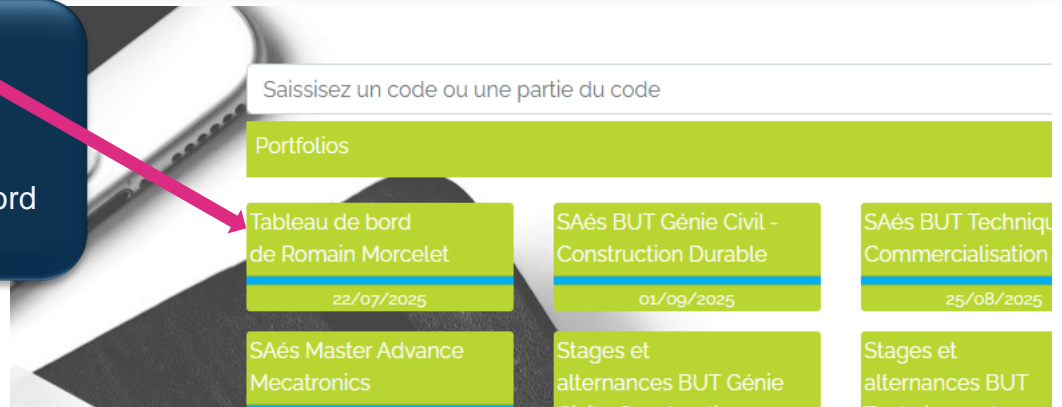 ord
Saisissez un code ou une partie du code
Portfolios
Tableau de bord
de Romain Morcelet
22/07/2025
SAés BUT Génie Civil -
Construction Durable
01/09/2025
SAés BUT Techniqu
Commercialisation
25/08/2025
SAés Master Advance
Mecatronics
Stages et
alternances BUT Génie
Stages et
alternances BUT